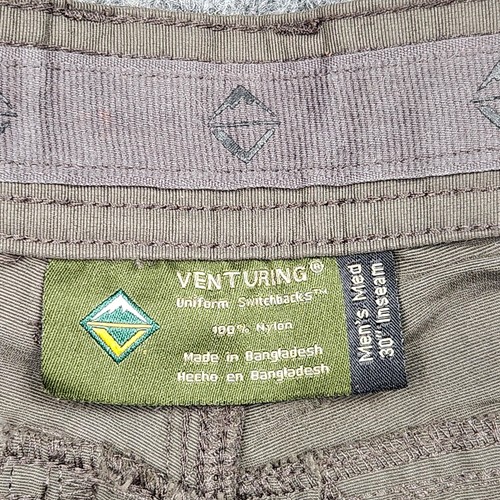 VENTURING®
Uniform Switchbacks™
100% Nylon
Made in Bangladesh
Hecho en Bangladesh
Men's Med
30" Inseam